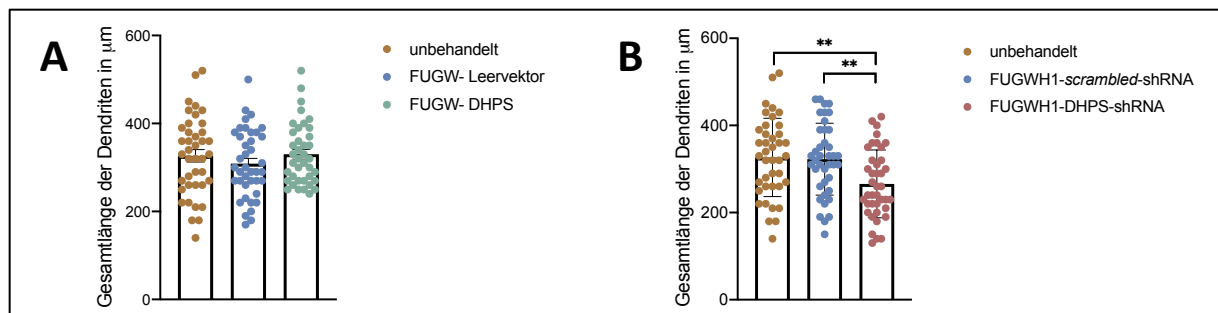 A
Gesamtlänge der Dendriten in μm
600
400
200
0
unbehandelt
FUGW- Leervektor
FUGW- DHPS
B
Gesamtlänge der Dendriten in μm
600
400
200
0
**
**
unbehandelt
FUGWH1-scrambled-shRNA
FUGWH1-DHPS-shRNA